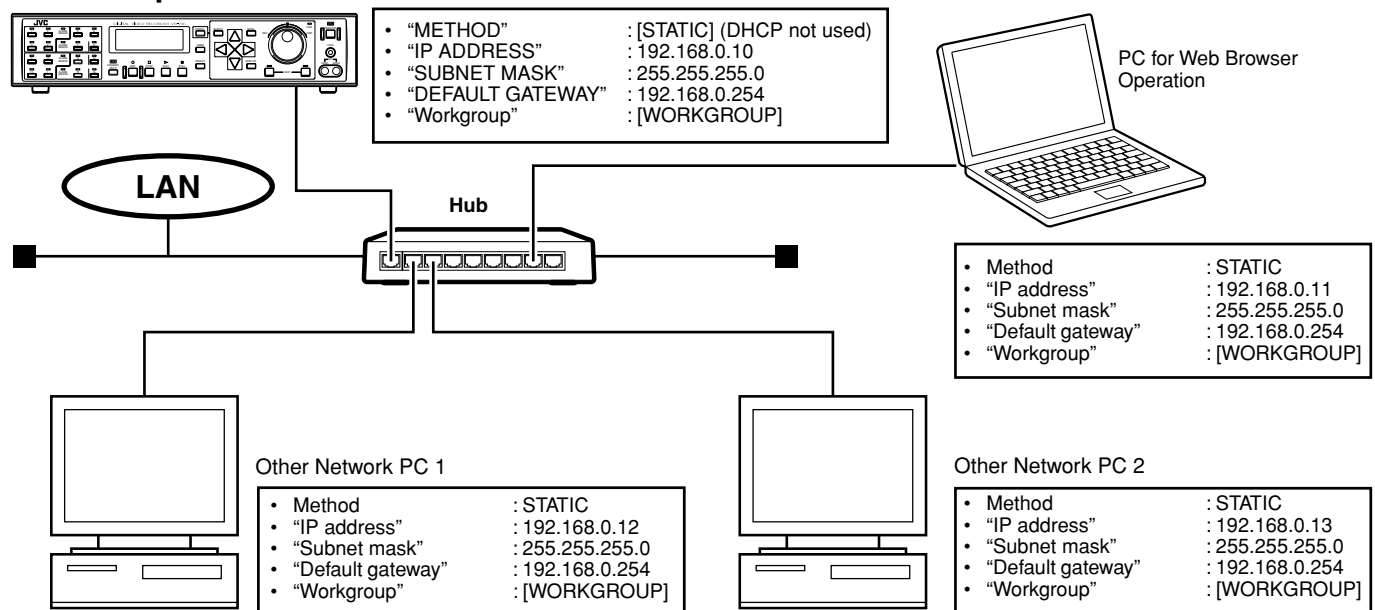 JVC
• “METHOD” : [STATIC] (DHCP not used)
• “IP ADDRESS” : 192.168.0.10
• “SUBNET MASK” : 255.255.255.0
• “DEFAULT GATEWAY” : 192.168.0.254
• “Workgroup” : [WORKGROUP]
PC for Web Browser
Operation
LAN
Hub
• Method : STATIC
• “IP address” : 192.168.0.11
• “Subnet mask” : 255.255.255.0
• “Default gateway” : 192.168.0.254
• “Workgroup” : [WORKGROUP]
Other Network PC 1
• Method : STATIC
• “IP address” : 192.168.0.12
• “Subnet mask” : 255.255.255.0
• “Default gateway” : 192.168.0.254
• “Workgroup” : [WORKGROUP]
Other Network PC 2
• Method : STATIC
• “IP address” : 192.168.0.13
• “Subnet mask” : 255.255.255.0
• “Default gateway” : 192.168.0.254
• “Workgroup” : [WORKGROUP]